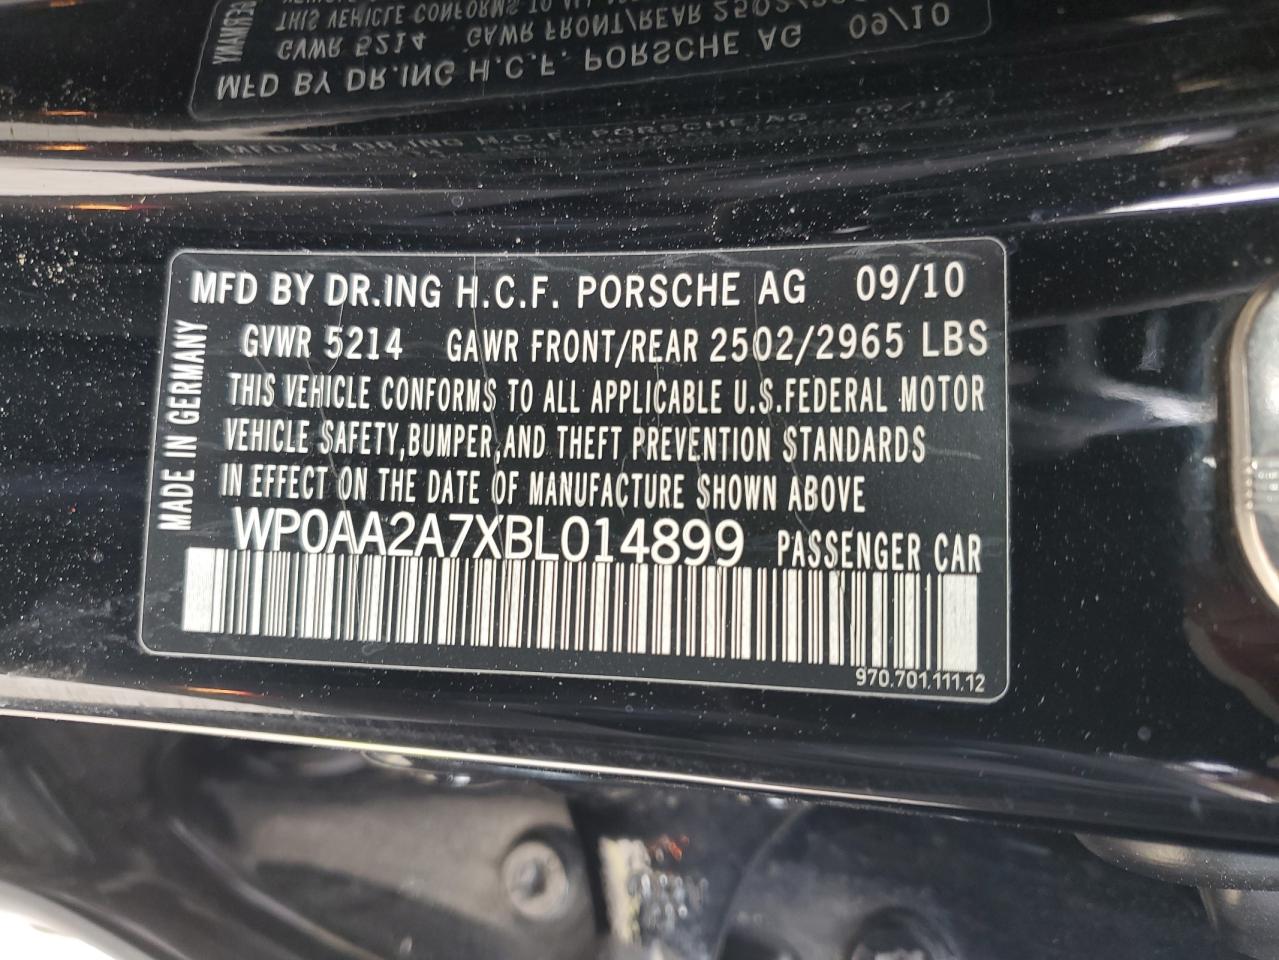 MFD BY DR.ING H.C.F. PORSCHE AG 09/10
GVWR 5214 GAWR FRONT/REAR 2502/2965 LBS
THIS VEHICLE CONFORMS TO ALL APPLICABLE U.S.FEDERAL MOTOR
VEHICLE SAFETY,BUMPER,AND THEFT PREVENTION STANDARDS
IN EFFECT ON THE DATE OF MANUFACTURE SHOWN ABOVE
WP0AA2A7XBL014899 PASSENGER CAR
970.701.111.12
MADE IN GERMANY